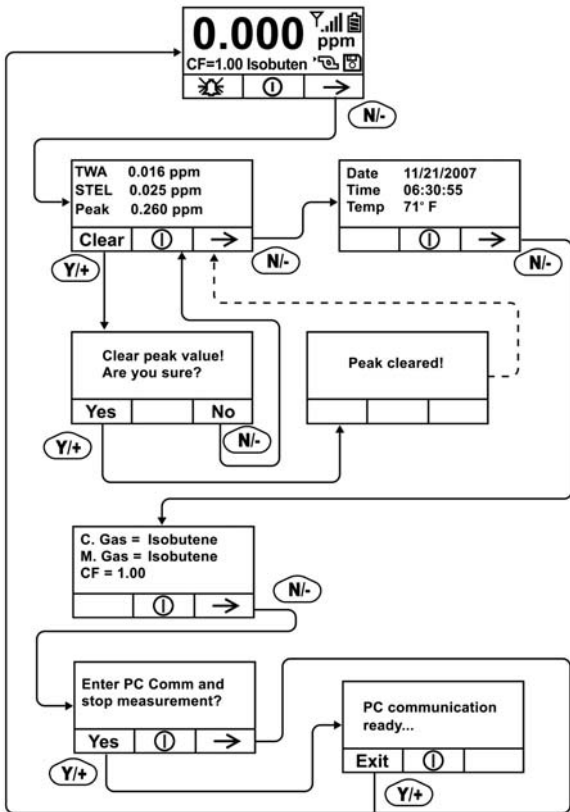 0.000
ppm
CF=1.00 Isobuten
N/-
TWA 0.016 ppm
STEL 0.025 ppm
Peak 0.260 ppm
Clear
N/-
Y/+
Date 11/21/2007
Time 06:30:55
Temp 71° F
N/-
Clear peak value!
Are you sure?
Yes No
Y/+
N/-
Peak cleared!
C. Gas = Isobutene
M. Gas = Isobutene
CF = 1.00
N/-
Enter PC Comm and
stop measurement?
Yes
Y/+
PC communication
ready...
Exit
Y/+